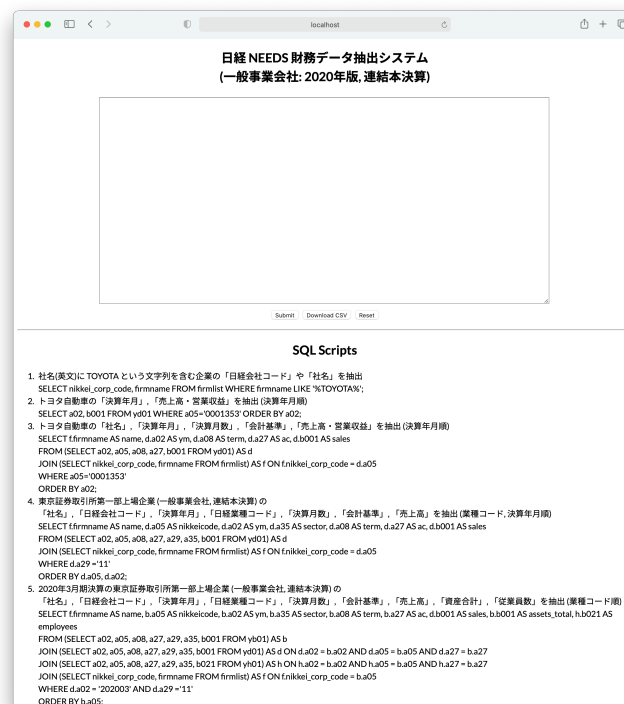 localhost
日経 NEEDS 財務データ抽出システム
(一般事業会社: 2020年版, 連結本決算)
Submit Download CSV Reset
SQL Scripts
1. 社名(英文)に TOYOTA という文字列を含む企業の「日経会社コード」や「社名」を抽出
SELECT nikkei_corp_code, firmname FROM firmlist WHERE firmname LIKE '%TOYOTA%';
2. トヨタ自動車の「決算年月」,「売上高・営業収益」を抽出 (決算年月順)
SELECT a02, b001 FROM yd01 WHERE a05='0001353' ORDER BY a02;
3. トヨタ自動車の「社名」,「決算年月」,「決算月数」,「会計基準」,「売上高・営業収益」を抽出 (決算年月順)
SELECT f.firmname AS name, d.a02 AS ym, d.a08 AS term, d.a27 AS ac, d.b001 AS sales
FROM (SELECT a02, a05, a08, a27, b001 FROM yd01) AS d
JOIN (SELECT nikkei_corp_code, firmname FROM firmlist) AS f ON f.nikkei_corp_code = d.a05
WHERE a05='0001353'
ORDER BY a02;
4. 東京証券取引所第一部上場企業 (一般事業会社, 連結本決算) の
「社名」,「日経会社コード」,「決算年月」,「日経業種コード」,「決算月数」,「会計基準」,「売上高」を抽出 (業種コード, 決算年月順)
SELECT f.firmname AS name, d.a05 AS nikkeicode, d.a02 AS ym, d.a35 AS sector, d.a08 AS term, d.a27 AS ac, d.b001 AS sales
FROM (SELECT a02, a05, a08, a27, a29, a35, b001 FROM yd01) AS d
JOIN (SELECT nikkei_corp_code, firmname FROM firmlist) AS f ON f.nikkei_corp_code = d.a05
WHERE d.a29 ='11'
ORDER BY d.a05, d.a02;
5. 2020年3月期決算の東京証券取引所第一部上場企業 (一般事業会社, 連結本決算) の
「社名」,「日経会社コード」,「決算年月」,「日経業種コード」,「決算月数」,「会計基準」,「売上高」,「資産合計」,「従業員数」を抽出 (業種コード順)
SELECT f.firmname AS name, b.a05 AS nikkeicode, b.a02 AS ym, b.a35 AS sector, b.a08 AS term, b.a27 AS ac, d.b001 AS sales, b.b001 AS assets_total, h.b021 AS
employees
FROM (SELECT a02, a05, a08, a27, a29, a35, b001 FROM yb01) AS b
JOIN (SELECT a02, a05, a08, a27, a29, a35, b001 FROM yd01) AS d ON d.a02 = b.a02 AND d.a05 = b.a05 AND d.a27 = b.a27
JOIN (SELECT a02, a05, a08, a27, a29, a35, b021 FROM yh01) AS h ON h.a02 = b.a02 AND h.a05 = b.a05 AND h.a27 = b.a27
JOIN (SELECT nikkei_corp_code, firmname FROM firmlist) AS f ON f.nikkei_corp_code = b.a05
WHERE d.a02 = '202003' AND d.a29 ='11'
ORDER BY b.a05;